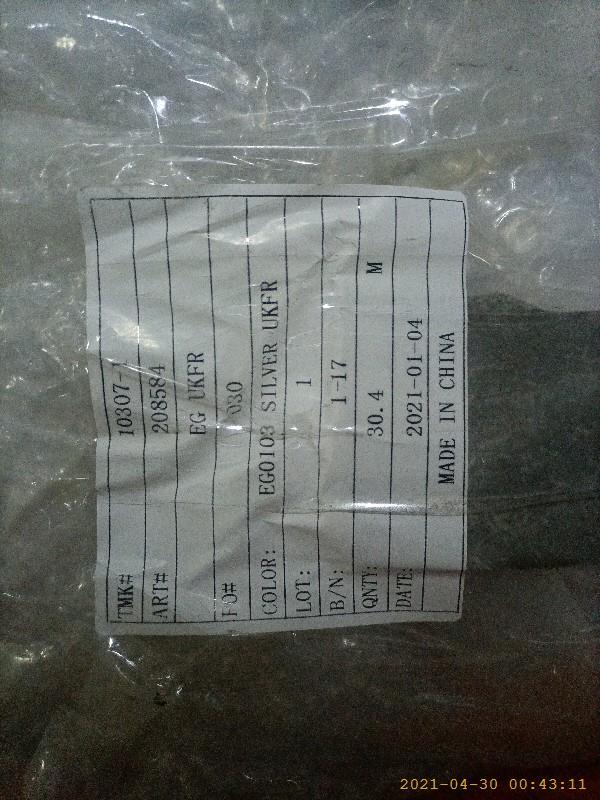 TMK# 10307-1
ART# 208584
EG UKFR
PO# 030
COLOR: EG0103 SILVER UKFR
LOT: 1
B/N: 1-17
QNTY: 30.4 M
DATE: 2021-01-04
MADE IN CHINA
2021-04-30 00:43:11